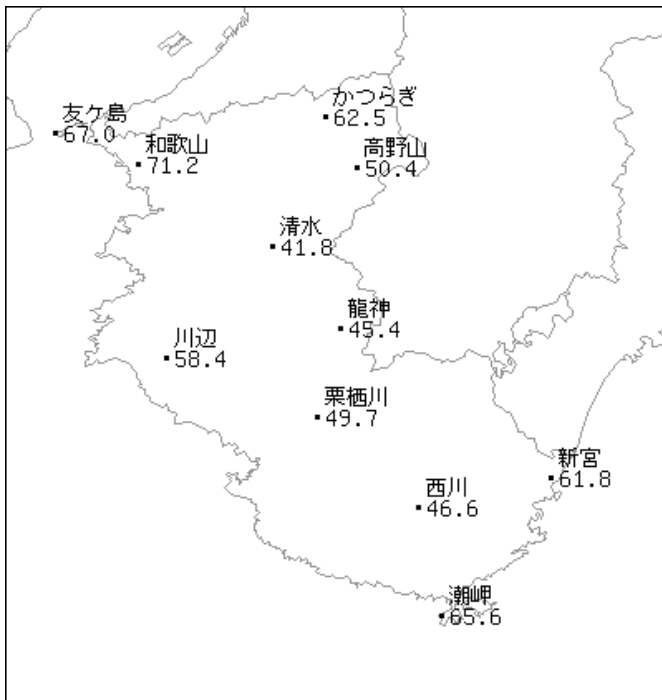 かつらぎ
62.5
友ケ島
67.0
和歌山
71.2
高野山
50.4
清水
41.8
龍神
45.4
川辺
58.4
栗栖川
49.7
新宮
61.8
西川
46.6
潮岬
65.6